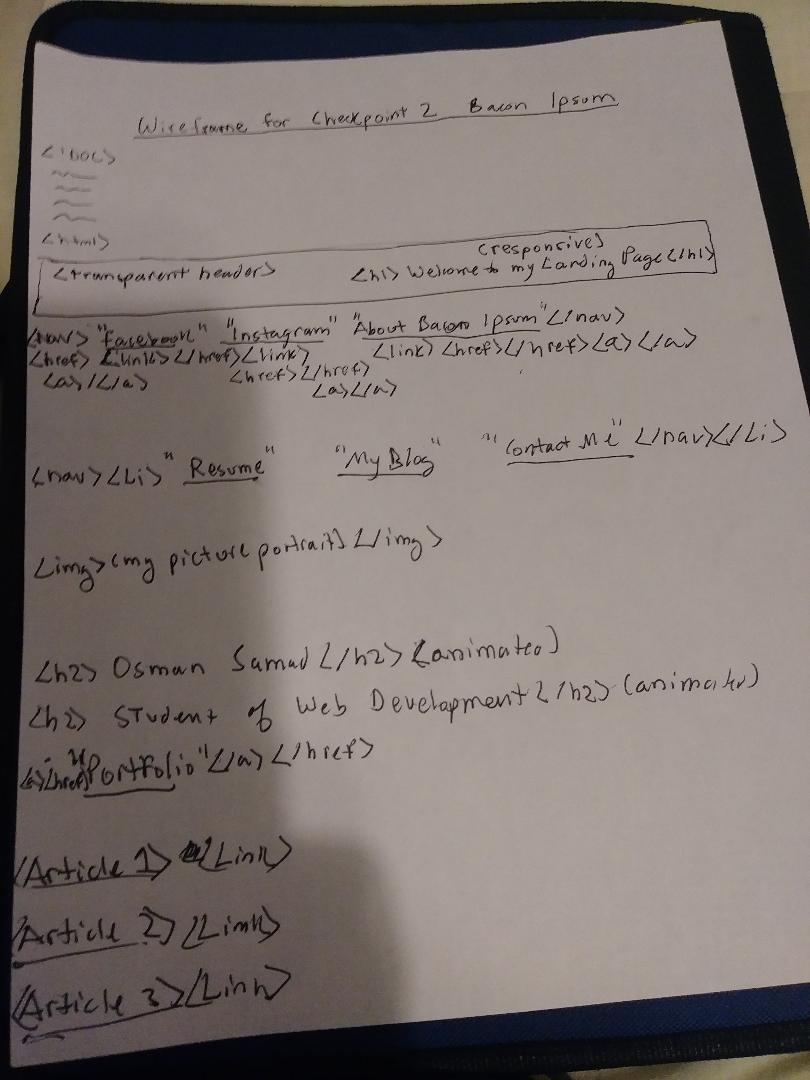 Wireframe for Checkpoint 2 Bacon Ipsum
<!DOC>
<html>
(responsive)
<transparent header> <h1> Welcome to my Landing Page </h1>
<nav> "Facebook" "Instagram" "About Bacon Ipsum" </nav>
<href> <link> </href> <link> <link> <href> </href> <a> </a>
<a> </a> <href> </href>
<a> </a>
<nav> <Li> "Resume" "My Blog" "Contact Me" </nav> </Li>
<img> (my picture portrait) </img>
<h2> Osman Samad </h2> (animated)
<h2> Student of Web Development </h2> (animated)
<a> <href> "Portfolio" </a> </href>
<Article 1> <Link>
<Article 2> <Link>
<Article 3> <Link>